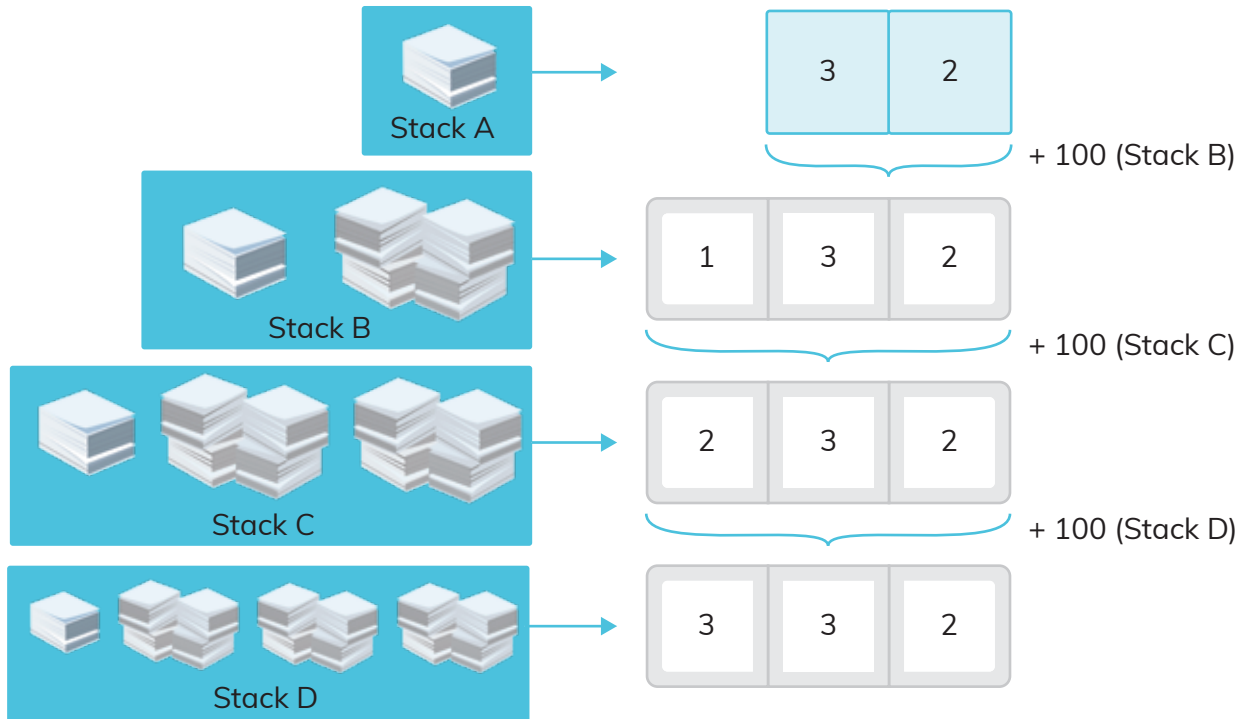 3 2
Stack A
+ 100 (Stack B)
1 3 2
Stack B
+ 100 (Stack C)
2 3 2
Stack C
+ 100 (Stack D)
3 3 2
Stack D